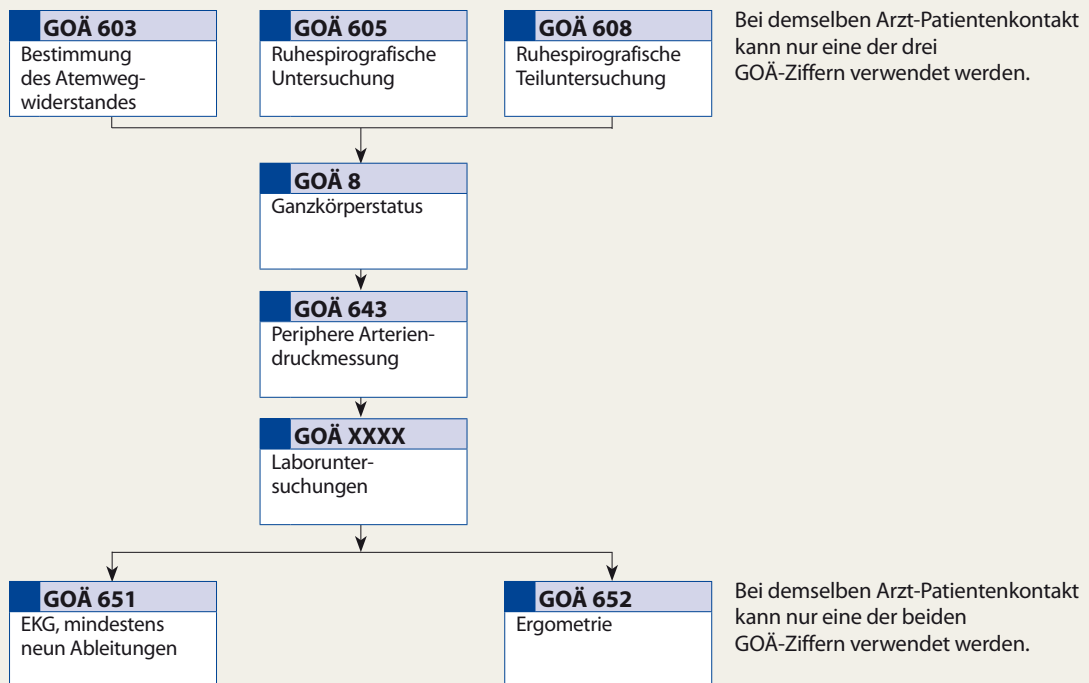 GOÄ 603
Bestimmung
des Atemweg-
widerstandes
GOÄ 605
Ruhespirografische
Untersuchung
GOÄ 608
Ruhespirografische
Teiluntersuchung
Bei demselben Arzt-Patientenkontakt
kann nur eine der drei
GOÄ-Ziffern verwendet werden.
GOÄ 8
Ganzkörperstatus
GOÄ 643
Periphere Arterien-
druckmessung
GOÄ XXXX
Laborunter-
suchungen
GOÄ 651
EKG, mindestens
neun Ableitungen
GOÄ 652
Ergometrie
Bei demselben Arzt-Patientenkontakt
kann nur eine der beiden
GOÄ-Ziffern verwendet werden.